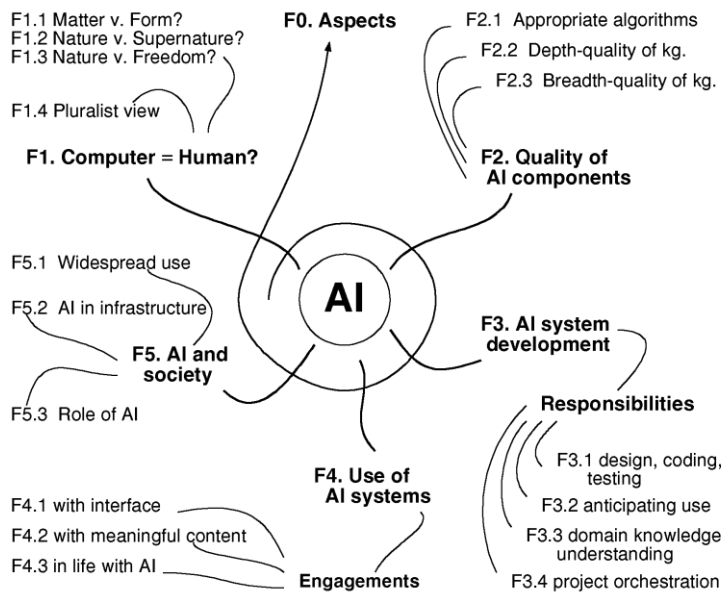 F1.1 Matter v. Form?
F1.2 Nature v. Supernature?
F1.3 Nature v. Freedom?
F1.4 Pluralist view
F1. Computer = Human?
F0. Aspects
F2.1 Appropriate algorithms
F2.2 Depth-quality of kg.
F2.3 Breadth-quality of kg.
F2. Quality of
AI components
AI
F5.1 Widespread use
F5.2 AI in infrastructure
F5. AI and
society
F5.3 Role of AI
F3. AI system
development
Responsibilities
F3.1 design, coding,
testing
F3.2 anticipating use
F3.3 domain knowledge
understanding
F3.4 project orchestration
F4. Use of
AI systems
F4.1 with interface
F4.2 with meaningful content
F4.3 in life with AI
Engagements